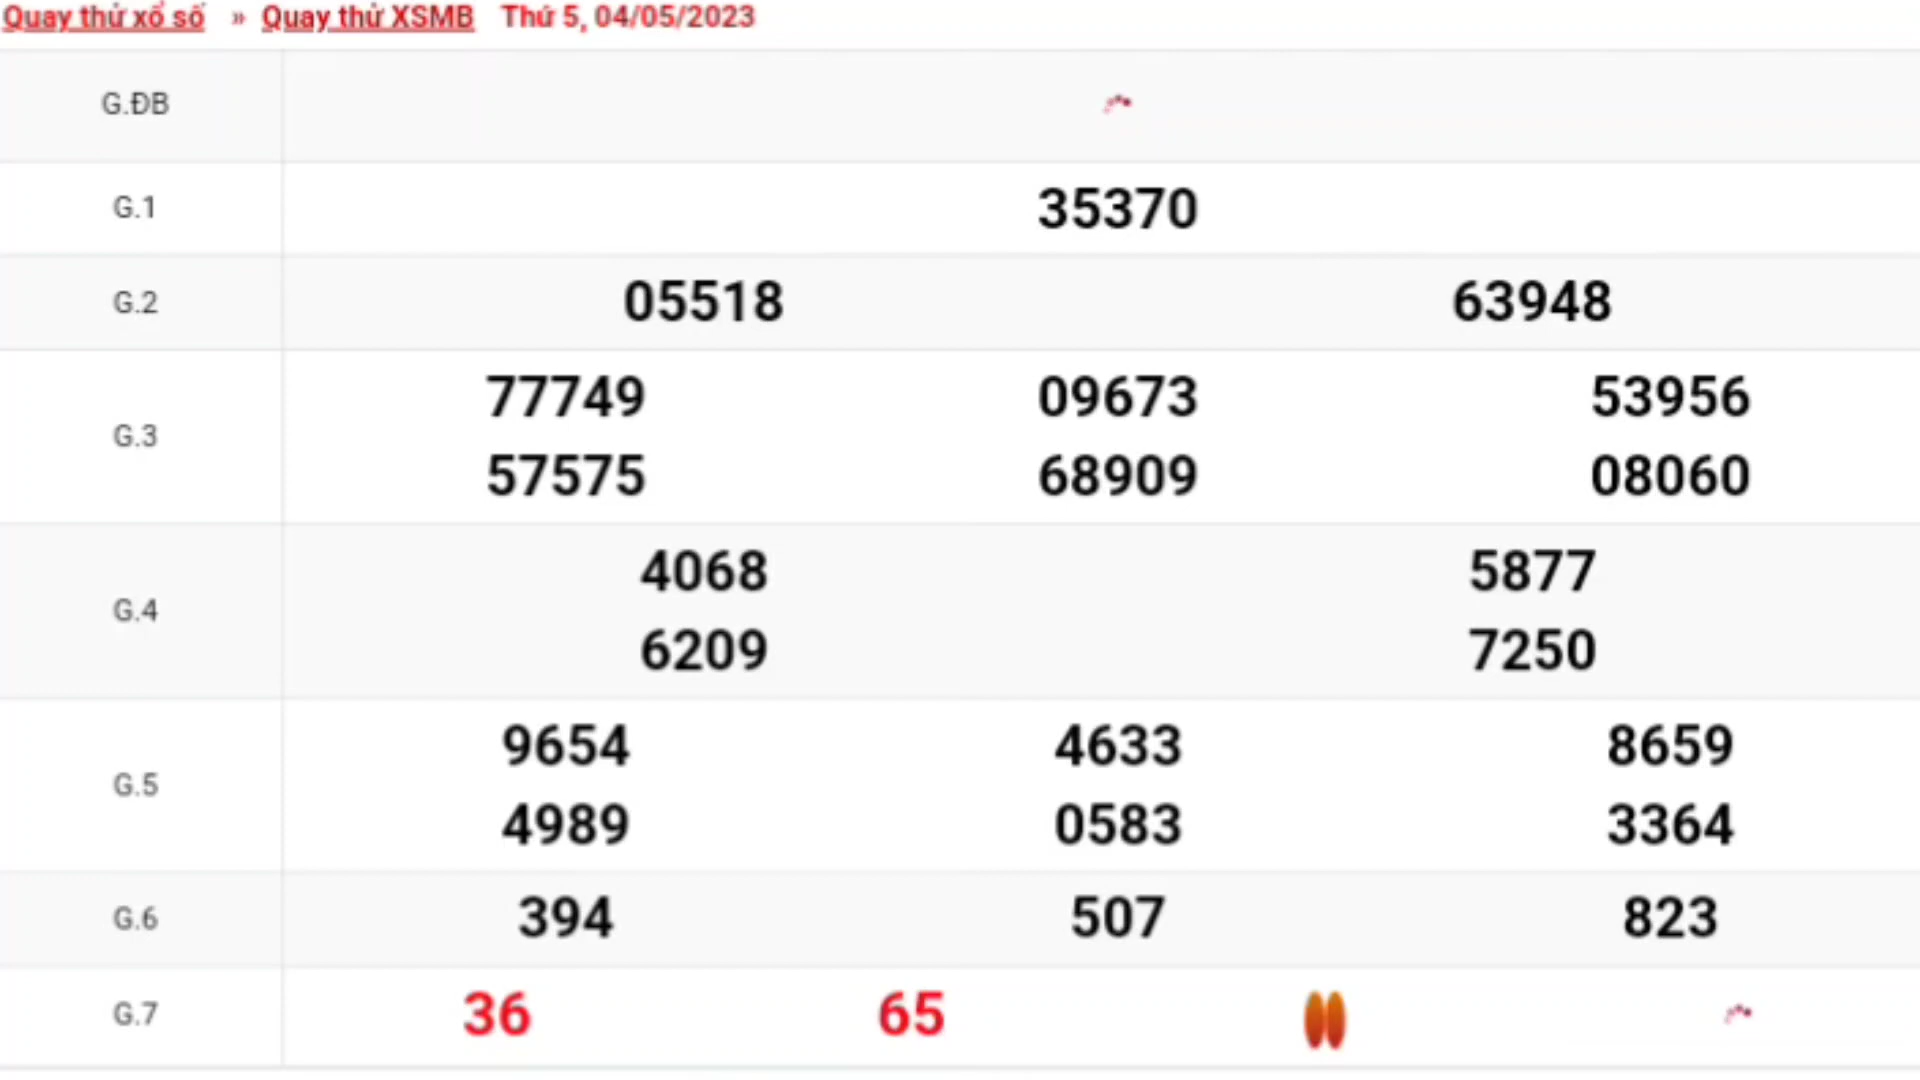 Quay thử xổ số » Quay thử XSMB Thứ 5, 04/05/2023
G.ĐB
G.1 35370
G.2 05518 63948
G.3 77749 09673 53956
57575 68909 08060
G.4 4068 5877
6209 7250
G.5 9654 4633 8659
4989 0583 3364
G.6 394 507 823
G.7 36 65